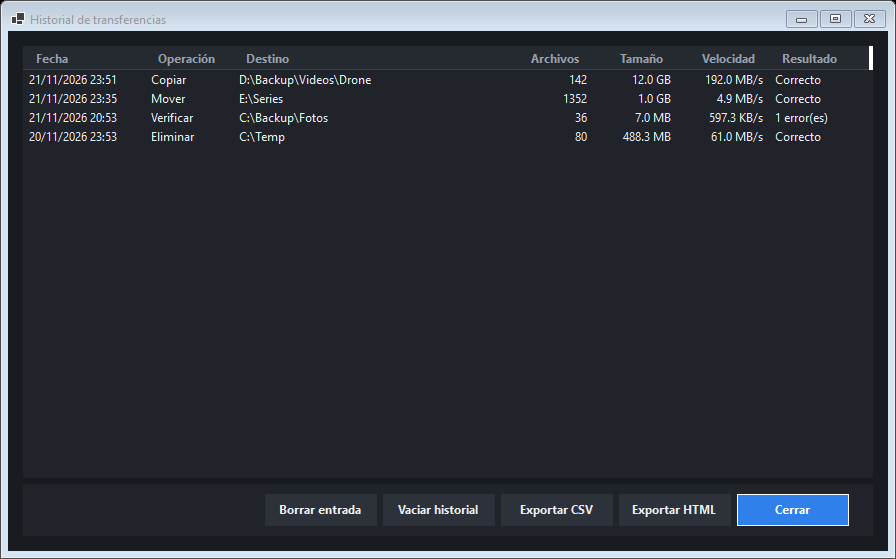 Historial de transferencias
Fecha Operación Destino Archivos Tamaño Velocidad Resultado
21/11/2026 23:51 Copiar D:\Backup\Videos\Drone 142 12.0 GB 192.0 MB/s Correcto
21/11/2026 23:35 Mover E:\Series 1352 1.0 GB 4.9 MB/s Correcto
21/11/2026 20:53 Verificar C:\Backup\Fotos 36 7.0 MB 597.3 KB/s 1 error(es)
20/11/2026 23:53 Eliminar C:\Temp 80 488.3 MB 61.0 MB/s Correcto
Borrar entrada Vaciar historial Exportar CSV Exportar HTML Cerrar